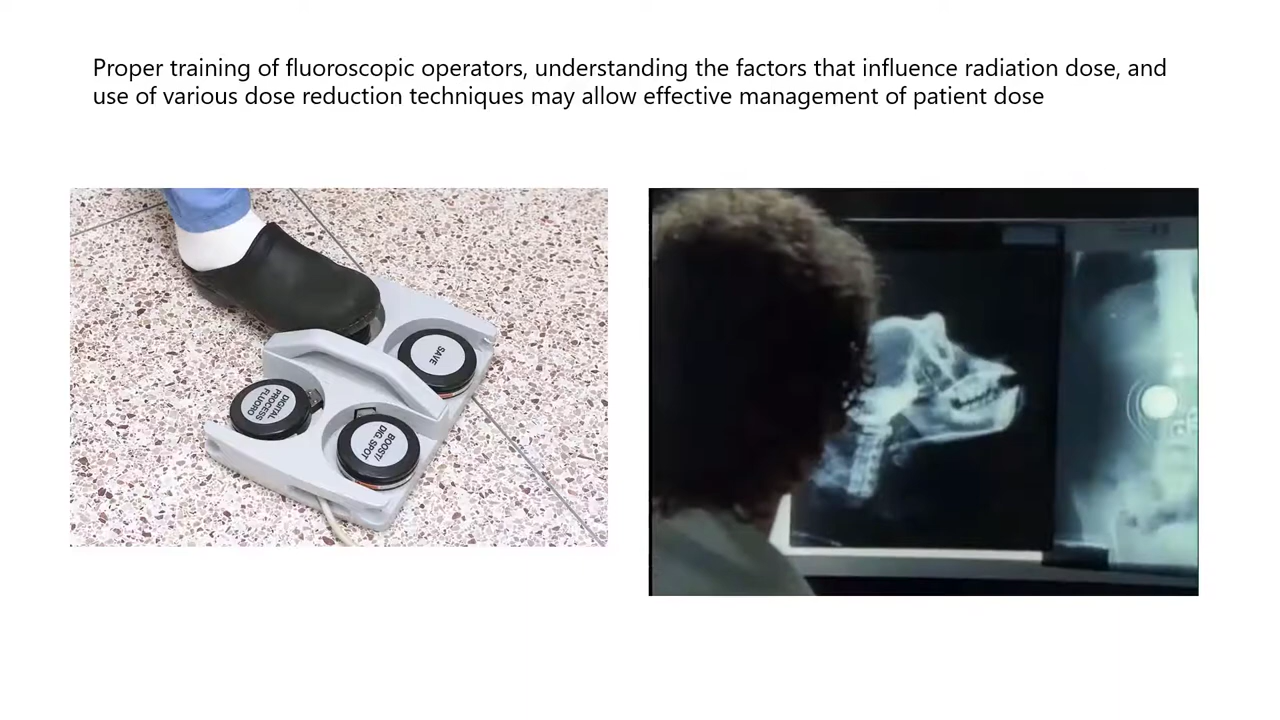 Proper training of fluoroscopic operators, understanding the factors that influence radiation dose, and
use of various dose reduction techniques may allow effective management of patient dose
SAVE
DIGITAL
PROCESS
FLUORO
BOOST/
DIG. SPOT